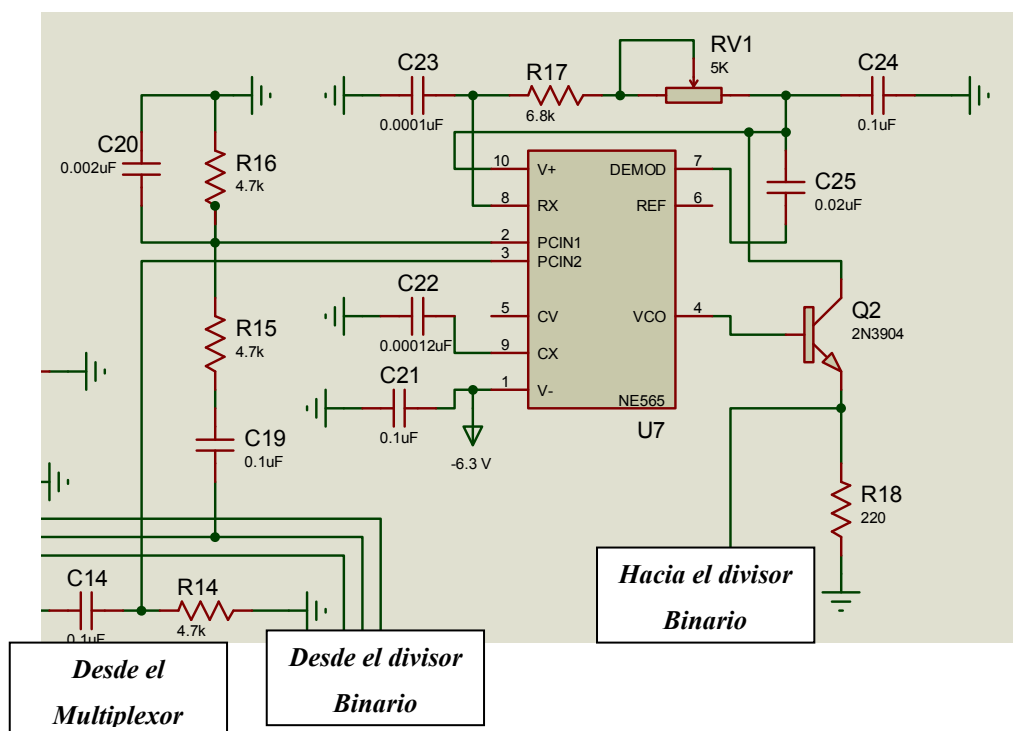 RV1
5K
C23
0.0001uF
R17
6.8k
C24
0.1uF
C20
0.002uF
R16
4.7k
10 V+ DEMOD 7
8 RX REF 6
2 PCIN1
3 PCIN2
5 CV VCO 4
9 CX
1 V-
NE565
U7
C25
0.02uF
C22
0.00012uF
Q2
2N3904
R15
4.7k
C21
0.1uF
-6.3 V
C19
0.1uF
R18
220
C14
0.1uF
R14
4.7k
Hacia el divisor
Binario
Desde el
Multiplexor
Desde el divisor
Binario